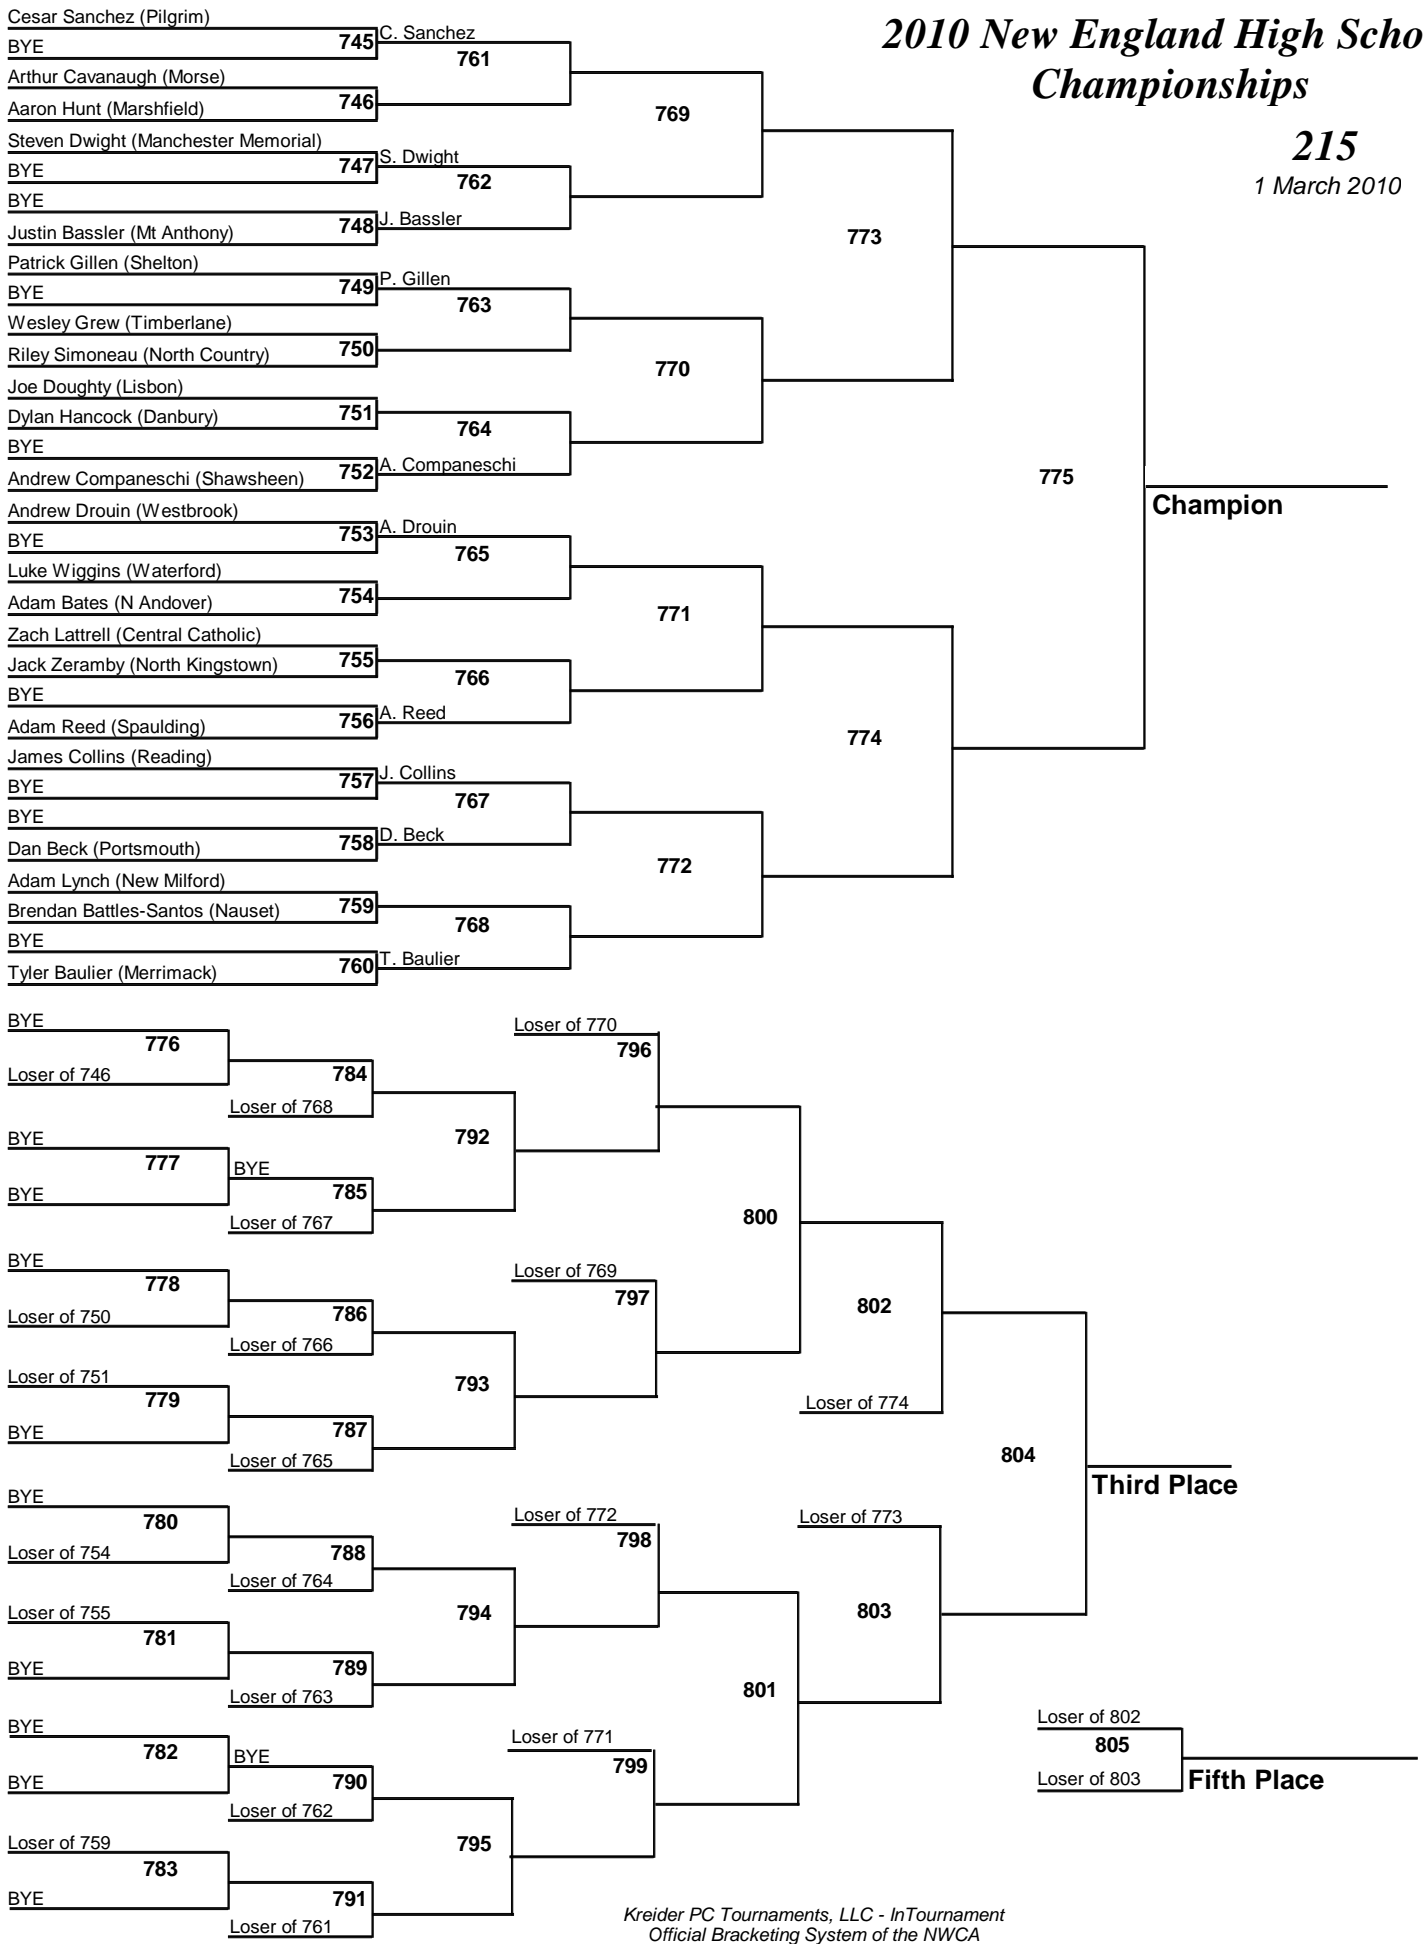 2010 New England High Scho
Championships
215
1 March 2010
Cesar Sanchez (Pilgrim)
BYE
745
C. Sanchez
761
Arthur Cavanaugh (Morse)
Aaron Hunt (Marshfield)
746
769
Steven Dwight (Manchester Memorial)
BYE
747
S. Dwight
762
BYE
Justin Bassler (Mt Anthony)
748
J. Bassler
773
Patrick Gillen (Shelton)
BYE
749
P. Gillen
763
Wesley Grew (Timberlane)
Riley Simoneau (North Country)
750
770
Joe Doughty (Lisbon)
Dylan Hancock (Danbury)
751
764
BYE
Andrew Companeschi (Shawsheen)
752
A. Companeschi
775
Champion
Andrew Drouin (Westbrook)
BYE
753
A. Drouin
765
Luke Wiggins (Waterford)
Adam Bates (N Andover)
754
771
Zach Lattrell (Central Catholic)
Jack Zeramby (North Kingstown)
755
766
BYE
Adam Reed (Spaulding)
756
A. Reed
774
James Collins (Reading)
BYE
757
J. Collins
767
BYE
Dan Beck (Portsmouth)
758
D. Beck
772
Adam Lynch (New Milford)
Brendan Battles-Santos (Nauset)
759
768
BYE
Tyler Baulier (Merrimack)
760
T. Baulier
BYE
776
Loser of 746
784
Loser of 768
Loser of 770
796
792
BYE
777
BYE
BYE
785
Loser of 767
800
BYE
778
Loser of 750
786
Loser of 766
Loser of 769
797
802
793
Loser of 751
779
BYE
787
Loser of 765
Loser of 774
804
Third Place
BYE
780
Loser of 754
788
Loser of 764
Loser of 772
798
Loser of 773
803
794
Loser of 755
781
BYE
789
Loser of 763
801
BYE
782
BYE
BYE
790
Loser of 762
Loser of 771
799
Loser of 802
805
Loser of 803
Fifth Place
795
Loser of 759
783
BYE
791
Loser of 761
Kreider PC Tournaments, LLC - InTournament
Official Bracketing System of the NWCA